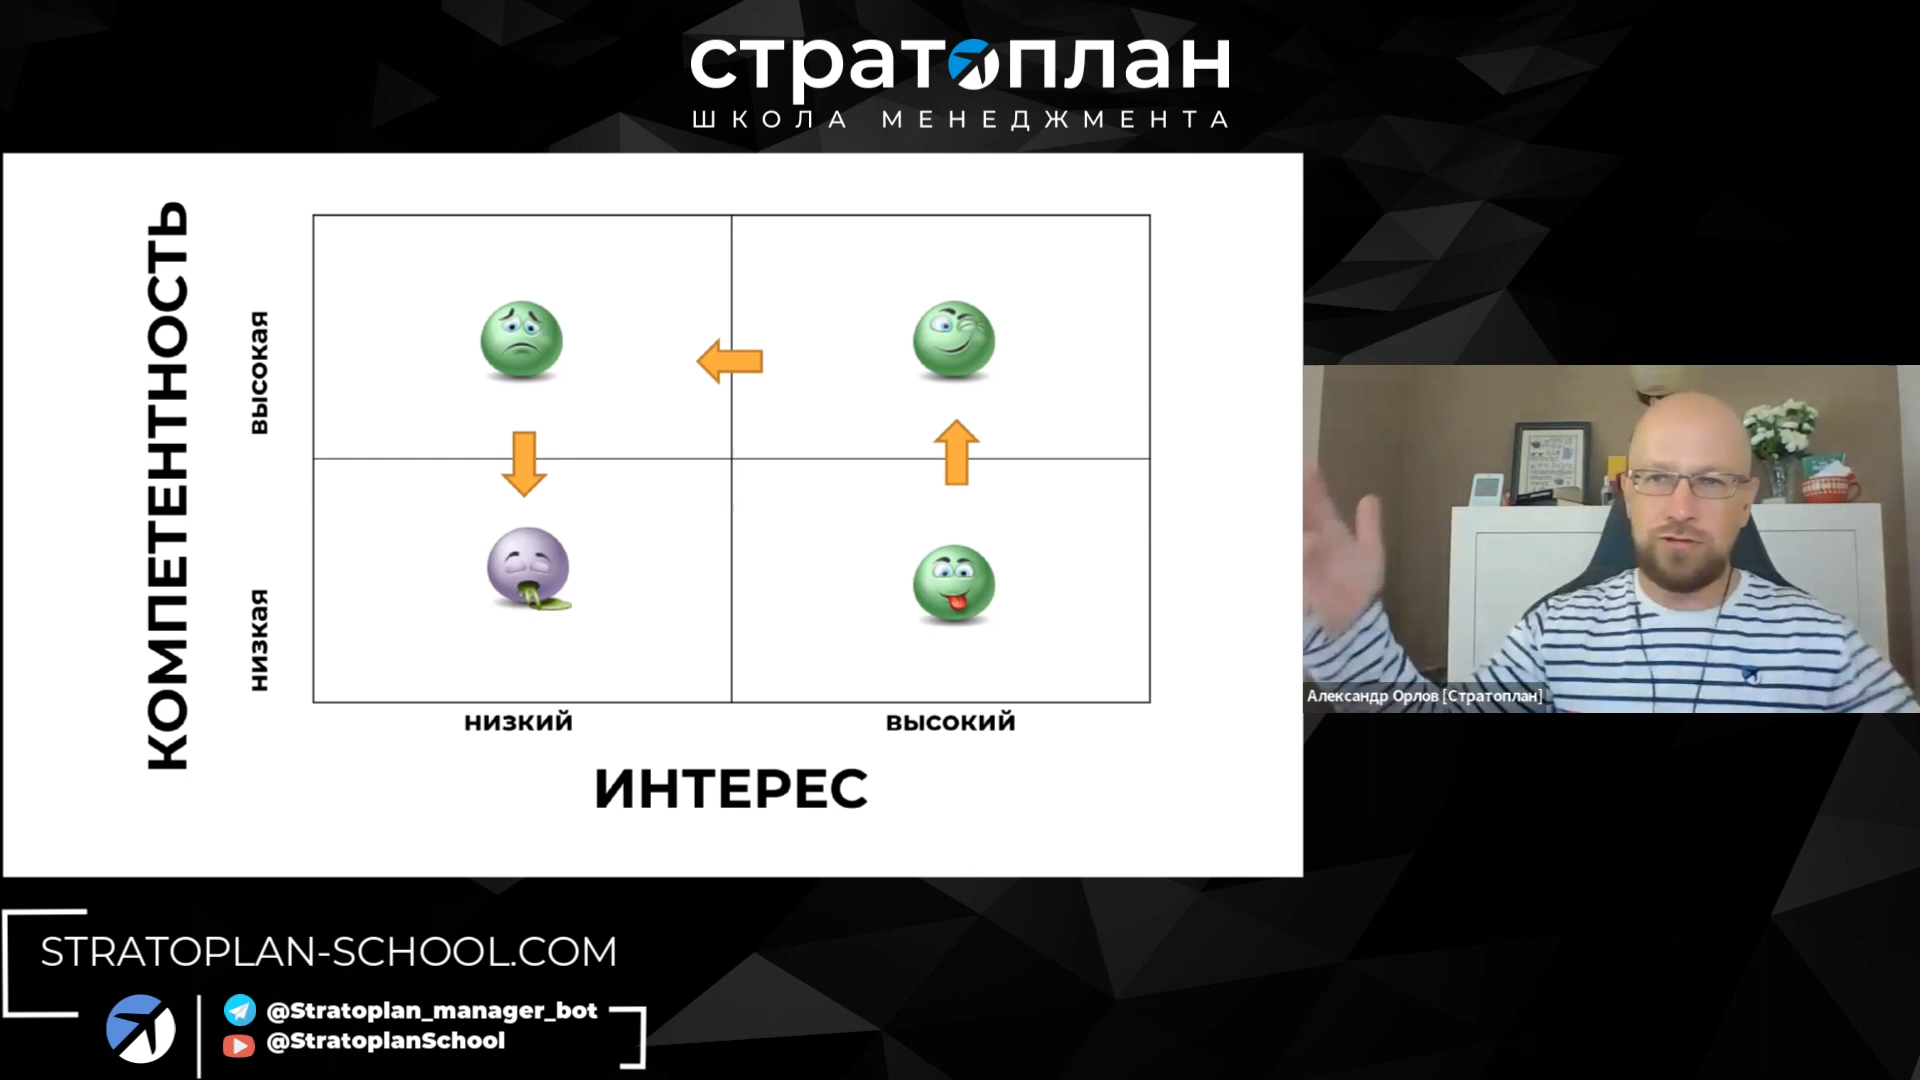 стратоплан
ШКОЛА МЕНЕДЖМЕНТА
КОМПЕТЕНТНОСТЬ
высокая
низкая
низкий
высокий
ИНТЕРЕС
Александр Орлов [Стратоплан]
STRATOPLAN-SCHOOL.COM
@Stratoplan_manager_bot
@StratoplanSchool